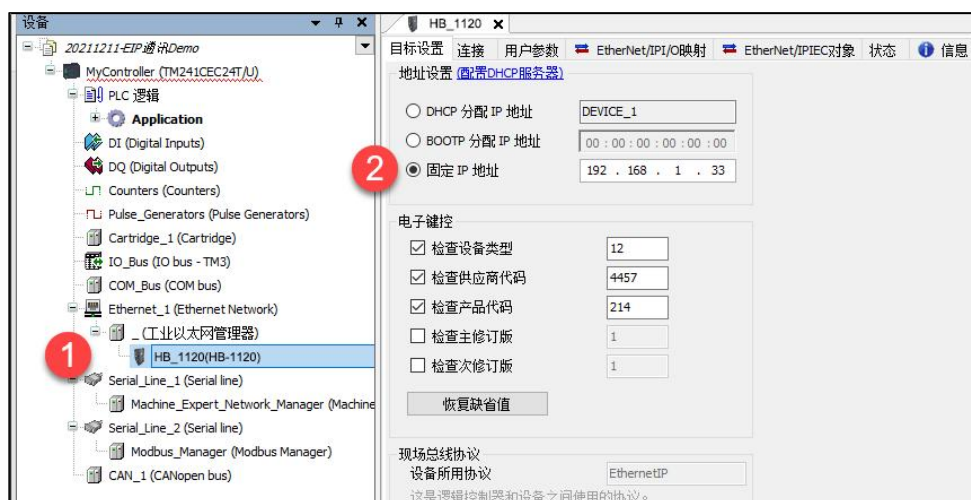 设备
20211211-EIP通讯Demo
MyController (TM241CEC24T/U)
PLC 逻辑
Application
DI (Digital Inputs)
DQ (Digital Outputs)
Counters (Counters)
Pulse_Generators (Pulse Generators)
Cartridge_1 (Cartridge)
IO_Bus (IO bus - TM3)
COM_Bus (COM bus)
Ethernet_1 (Ethernet Network)
_ (工业以太网管理器)
1
HB_1120(HB-1120)
Serial_Line_1 (Serial line)
Machine_Expert_Network_Manager (Machine
Serial_Line_2 (Serial line)
Modbus_Manager (Modbus Manager)
CAN_1 (CANopen bus)
HB_1120
目标设置 连接 用户参数 EtherNet/IPI/O映射 EtherNet/IPIEC对象 状态 信息
地址设置 (配置DHCP服务器)
DHCP 分配 IP 地址 DEVICE_1
BOOTP 分配 IP 地址 00 : 00 : 00 : 00 : 00 : 00
2 固定 IP 地址 192 . 168 . 1 . 33
电子键控
检查设备类型 12
检查供应商代码 4457
检查产品代码 214
检查主修订版 1
检查次修订版 1
恢复缺省值
现场总线协议
设备所用协议 EthernetIP
这是逻辑控制器和设备之间使用的协议。